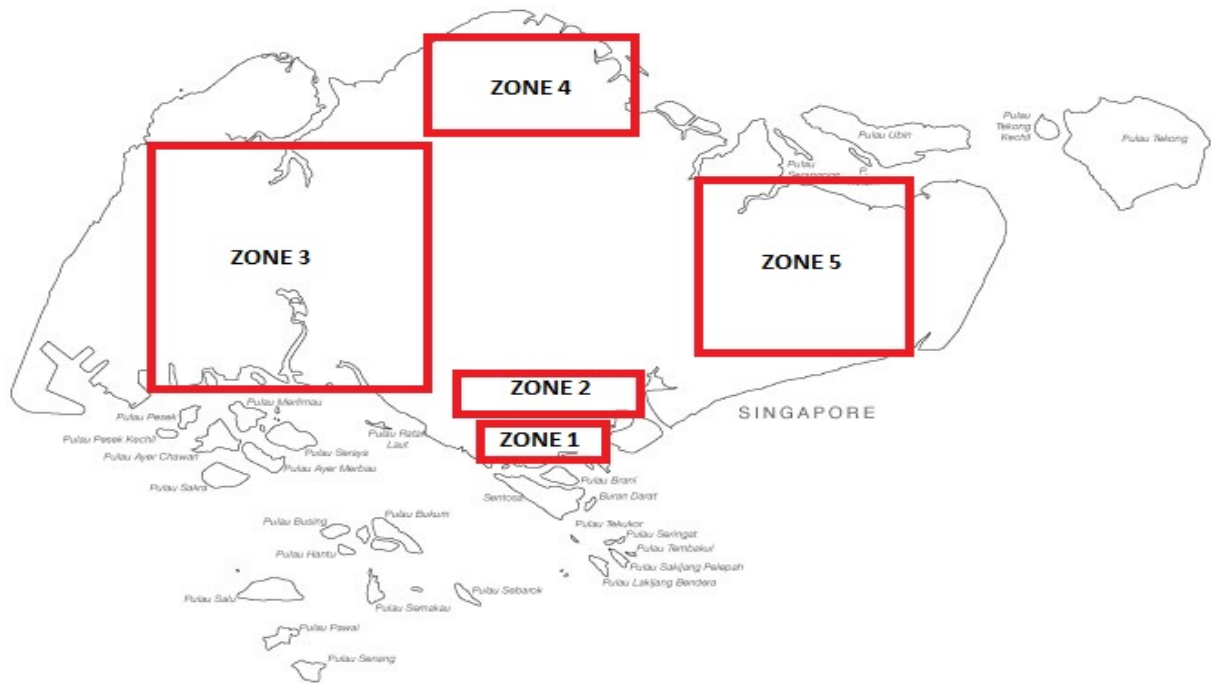 ZONE 4
Pulau Ubin
Pulau
Tekong
Kechil
Pulau Tekong
Pulau
P.
ZONE 3
ZONE 5
ZONE 2
SINGAPORE
ZONE 1
Pulau Merlimau
Pulau Pesek
Pulau Pesek Kechil
Pulau Ayer Chawan
Pulau Seraya
Pulau Ayer Merbau
Pulau Sakra
Pulau
Laut
Sentosa
Pulau Brani
Buran Darat
Pulau Tekukor
Pulau Busing
Pulau Bukum
Pulau Hantu
Pulau Seringat
Pulau Tembakul
Pulau Sakijang Pelepah
Pulau Lakijang Bendera
Pulau Salu
Pulau Semakau
Pulau Sebarok
Pulau Pawai
Pulau Senang